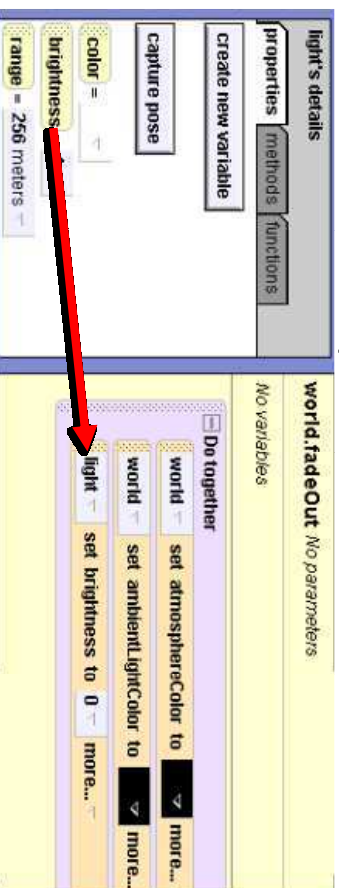 light's details
properties methods functions
create new variable
capture pose
color =
brightness
range = 256 meters
world.fadeOut No parameters
No variables
Do together
world set atmosphereColor to more...
world set ambientLightColor to more...
light set brightness to 0 more...